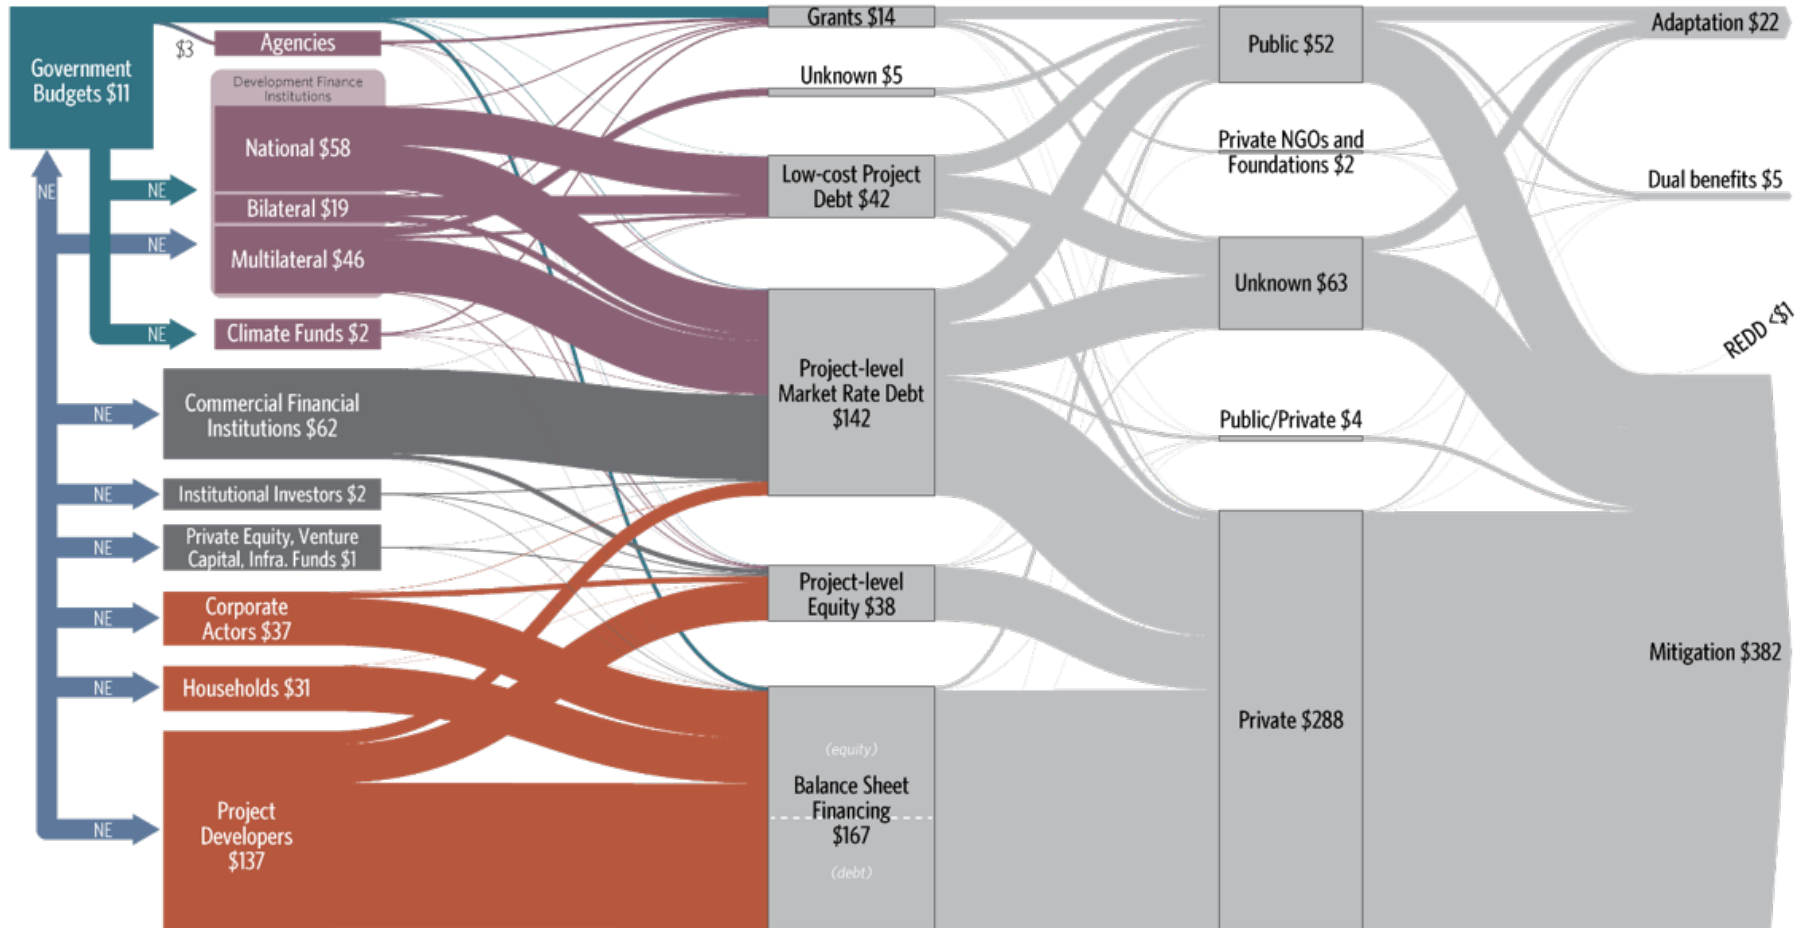 Government
Budgets $11
$3
Agencies
Development Finance
Institutions
National $58
Bilateral $19
Multilateral $46
Climate Funds $2
Commercial Financial
Institutions $62
Institutional Investors $2
Private Equity, Venture
Capital, Infra. Funds $1
Corporate
Actors $37
Households $31
Project
Developers
$137
NE
NE
NE
NE
NE
NE
NE
NE
NE
NE
Grants $14
Unknown $5
Low-cost Project
Debt $42
Project-level
Market Rate Debt
$142
Project-level
Equity $38
(equity)
Balance Sheet
Financing
$167
(debt)
Public $52
Private NGOs and
Foundations $2
Unknown $63
Public/Private $4
Private $288
Adaptation $22
Dual benefits $5
REDD <$1
Mitigation $382